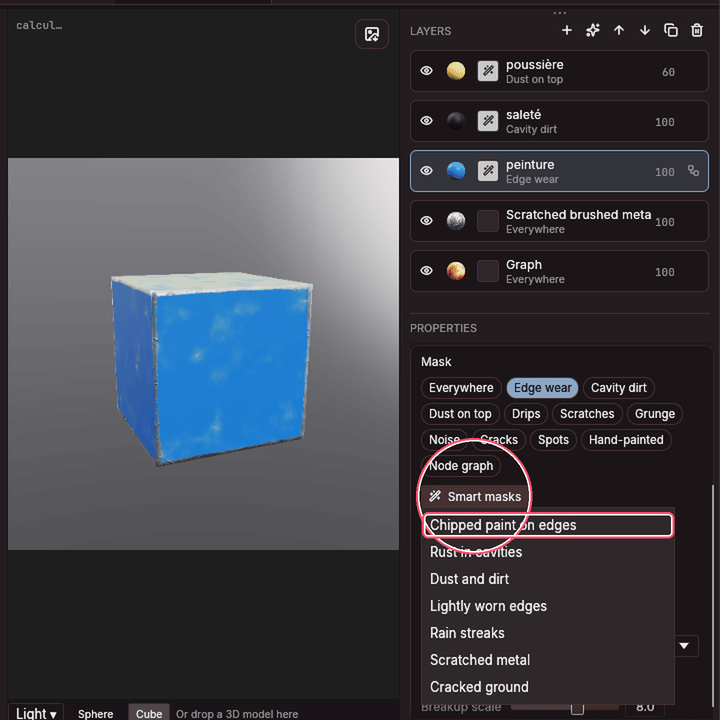 calcul…
LAYERS
poussière
Dust on top
60
saleté
Cavity dirt
100
peinture
Edge wear
100
Scratched brushed meta
Everywhere
100
Graph
Everywhere
100
PROPERTIES
Mask
Everywhere Edge wear Cavity dirt
Dust on top Drips Scratches Grunge
Noise Cracks Spots Hand-painted
Node graph
Smart masks
Chipped paint on edges
Rust in cavities
Dust and dirt
Lightly worn edges
Rain streaks
Scratched metal
Cracked ground
Breakup scale 8.0
Light Sphere Cube Or drop a 3D model here